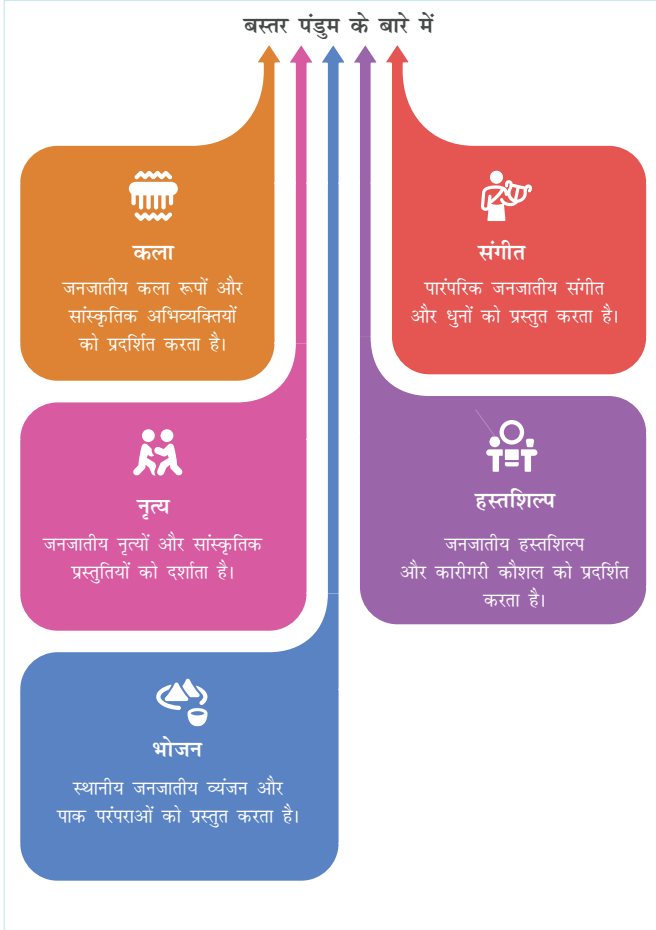 बस्तर पंडुम के बारे में
कला
जनजातीय कला रूपों और
सांस्कृतिक अभिव्यक्तियों
को प्रदर्शित करता है।
संगीत
पारंपरिक जनजातीय संगीत
और धुनों को प्रस्तुत करता है।
नृत्य
जनजातीय नृत्यों और सांस्कृतिक
प्रस्तुतियों को दर्शाता है।
हस्तशिल्प
जनजातीय हस्तशिल्प
और कारीगरी कौशल को प्रदर्शित
करता है।
भोजन
स्थानीय जनजातीय व्यंजन और
पाक परंपराओं को प्रस्तुत करता है।